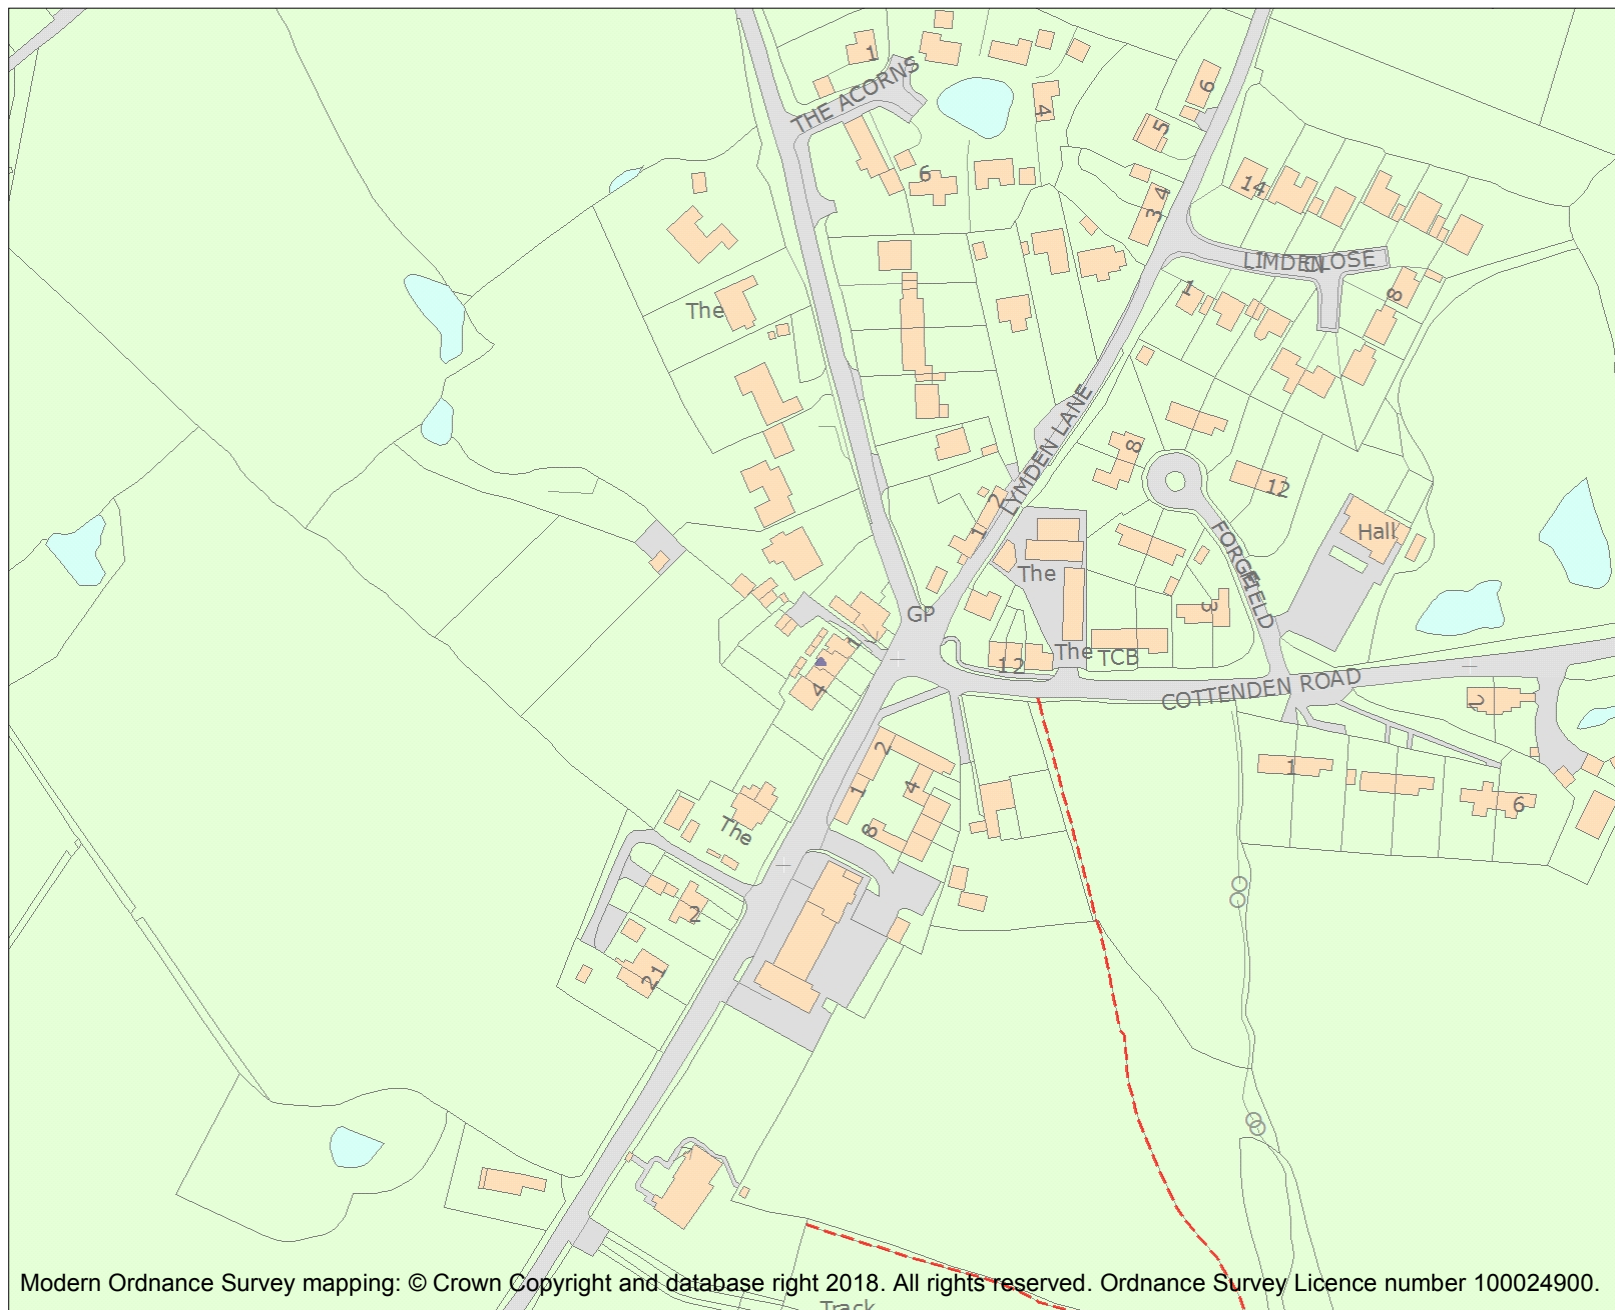 1
THE ACORNS
4
6
5
6
3 4
14
LIMDEN CLOSE
1
8
The
LYMDEN LANE
8
12
2
1
Hall
FORGEFIELD
The
GP
3
1 2
The
TCB
1
4
COTTENDEN ROAD
2
2
1
4
1
6
8
The
2
21
Track
Modern Ordnance Survey mapping: © Crown Copyright and database right 2018. All rights reserved. Ordnance Survey Licence number 100024900.